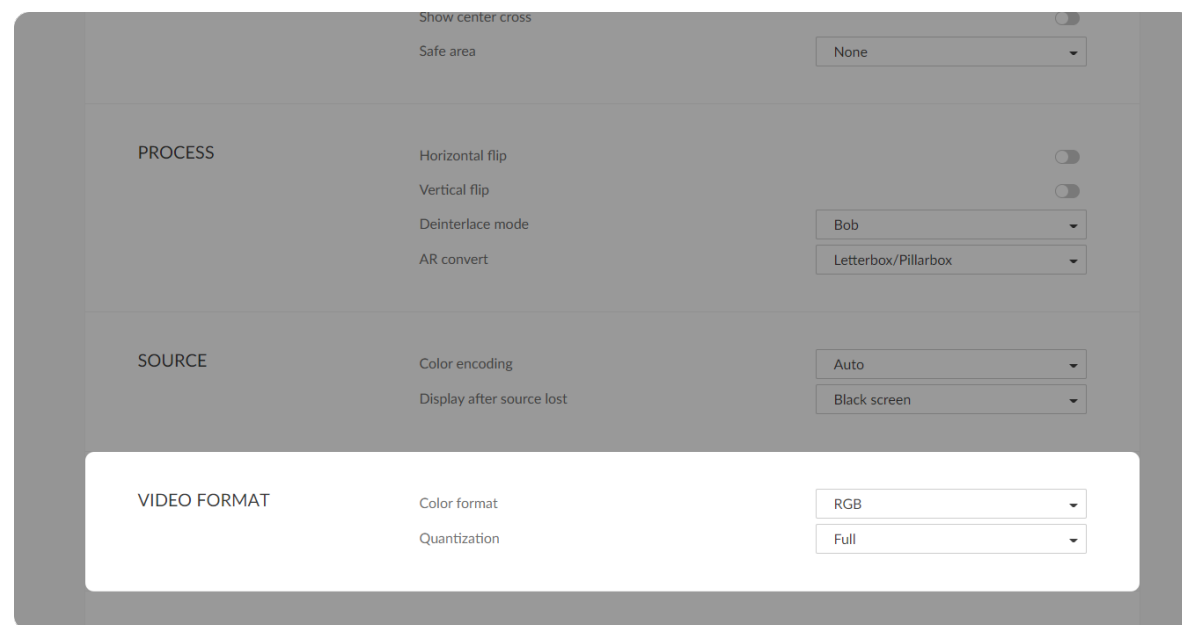 Show center cross
Safe area None
PROCESS Horizontal flip
Vertical flip
Deinterlace mode Bob
AR convert Letterbox/Pillarbox
SOURCE Color encoding Auto
Display after source lost Black screen
VIDEO FORMAT Color format RGB
Quantization Full